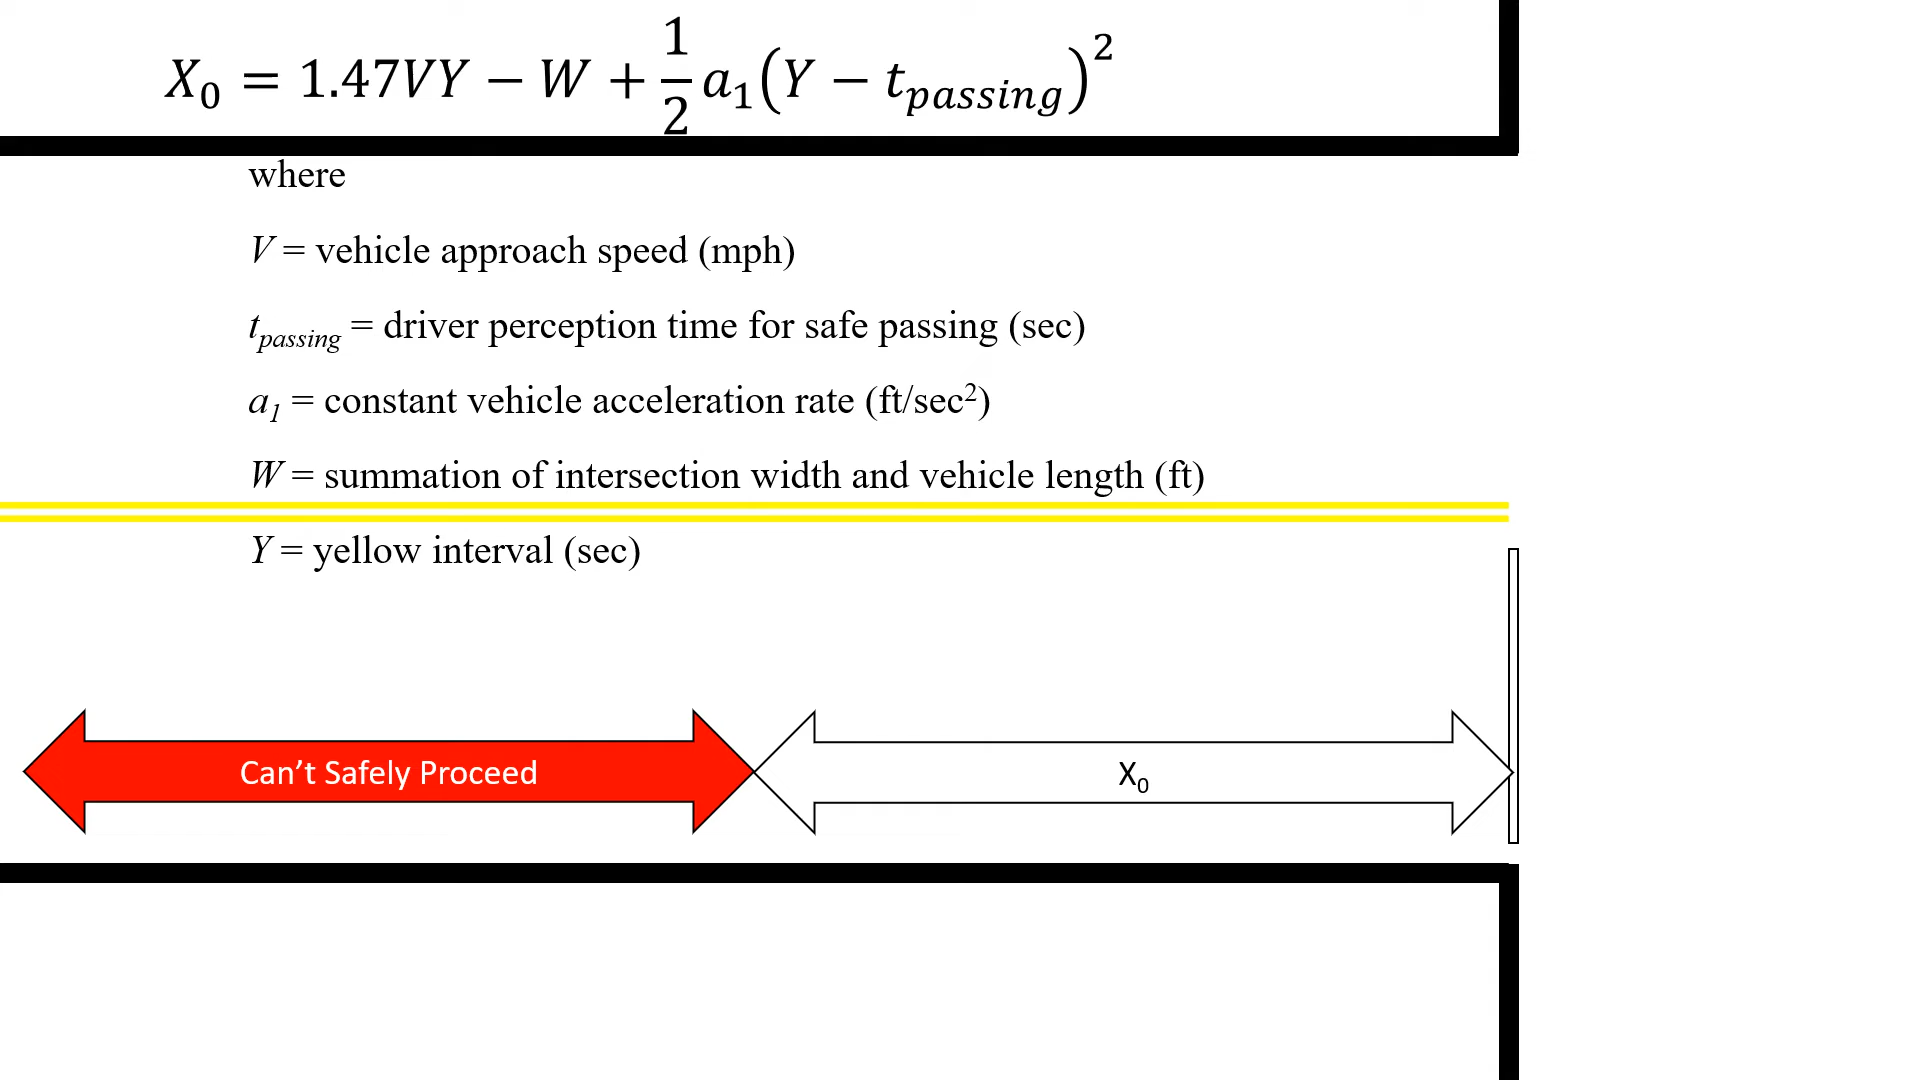 X₀ = 1.47VY − W + 1/2 a₁(Y − t_passing)²
where
V = vehicle approach speed (mph)
t_passing = driver perception time for safe passing (sec)
a₁ = constant vehicle acceleration rate (ft/sec²)
W = summation of intersection width and vehicle length (ft)
Y = yellow interval (sec)
Can’t Safely Proceed
X₀